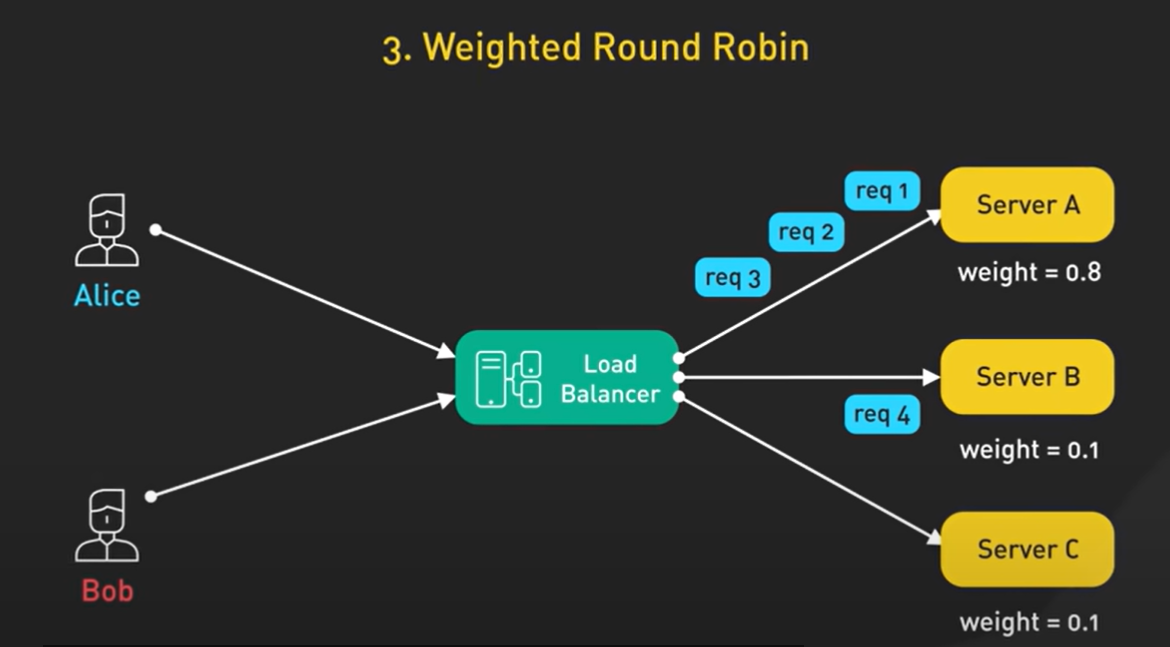 3. Weighted Round Robin
Alice
Bob
Load
Balancer
req 1
req 2
req 3
req 4
Server A
weight = 0.8
Server B
weight = 0.1
Server C
weight = 0.1